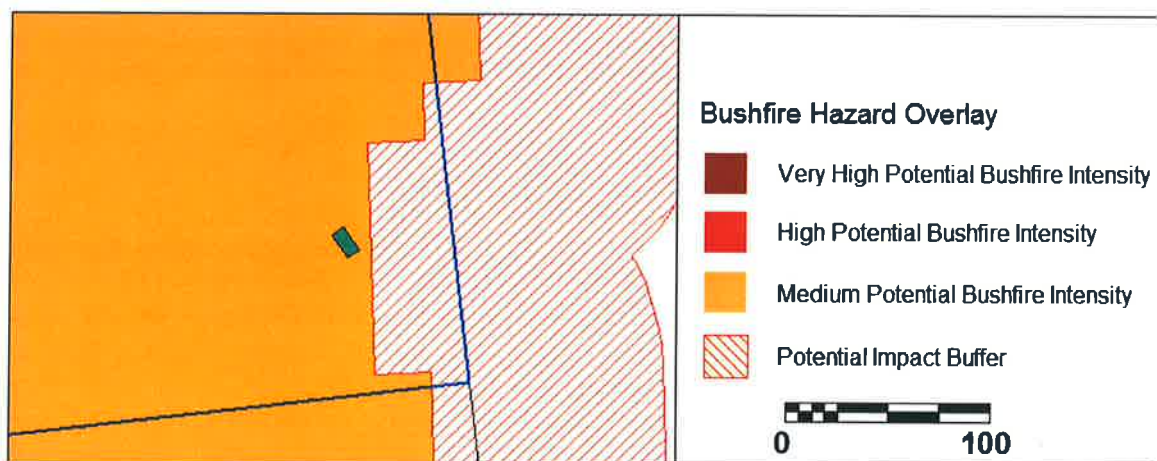 Bushfire Hazard Overlay
Very High Potential Bushfire Intensity
High Potential Bushfire Intensity
Medium Potential Bushfire Intensity
Potential Impact Buffer
0 100